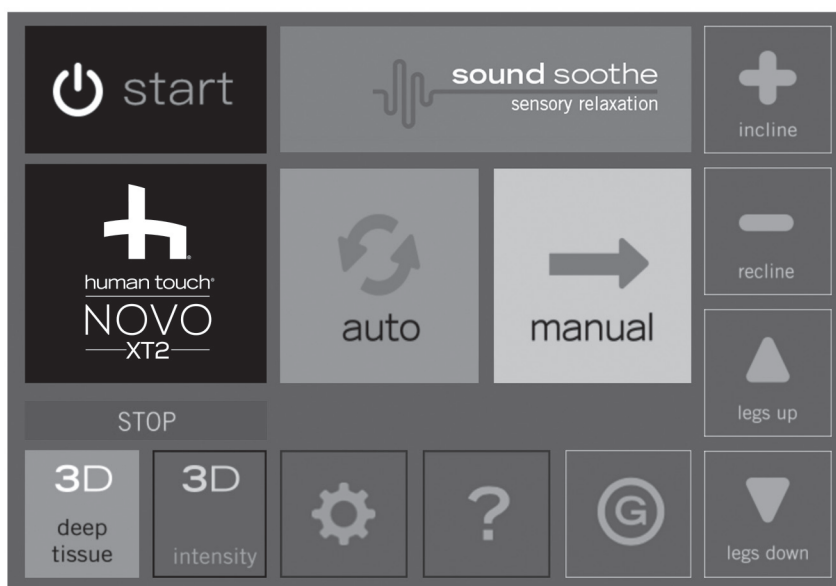 start
sound soothe
sensory relaxation
incline
human touch®
NOVO
XT2
auto
manual
recline
STOP
legs up
3D
deep
tissue
3D
intensity
?
G
legs down